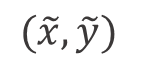 (x̃, ỹ)